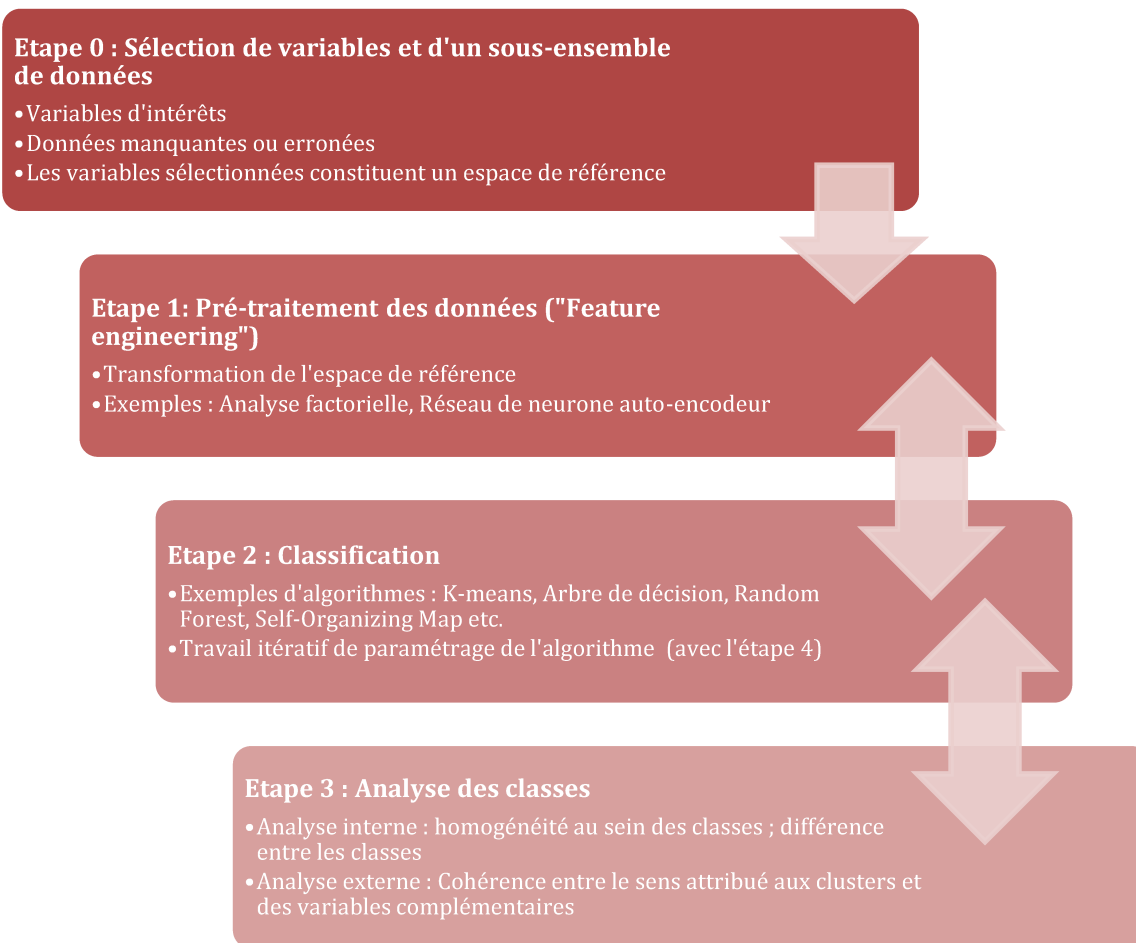 Etape 0 : Sélection de variables et d'un sous-ensemble
de données
•Variables d'intérêts
•Données manquantes ou erronées
•Les variables sélectionnées constituent un espace de référence
Etape 1: Pré-traitement des données ("Feature
engineering")
•Transformation de l'espace de référence
•Exemples : Analyse factorielle, Réseau de neurone auto-encodeur
Etape 2 : Classification
•Exemples d'algorithmes : K-means, Arbre de décision, Random
Forest, Self-Organizing Map etc.
•Travail itératif de paramétrage de l'algorithme (avec l'étape 4)
Etape 3 : Analyse des classes
•Analyse interne : homogénéité au sein des classes ; différence
entre les classes
•Analyse externe : Cohérence entre le sens attribué aux clusters et
des variables complémentaires